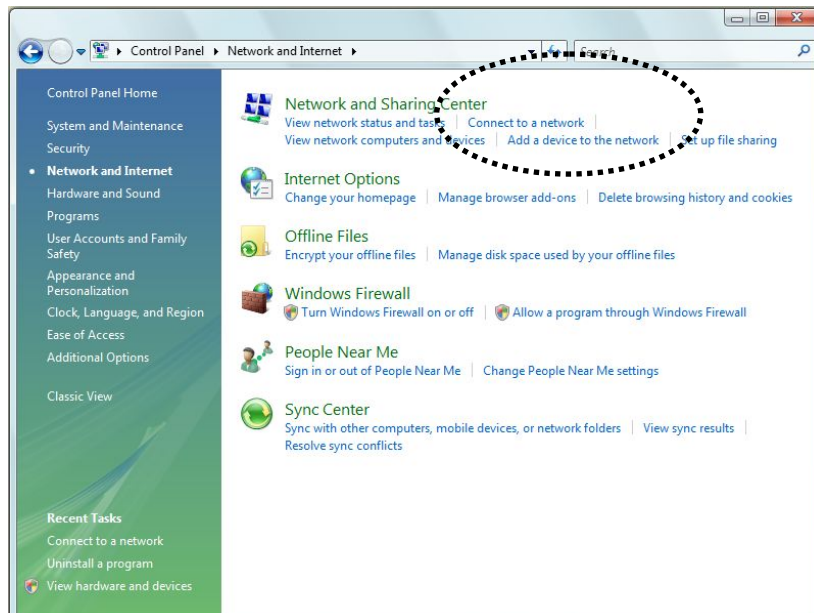 Control Panel Network and Internet Search
Control Panel Home
System and Maintenance
Security
Network and Internet
Hardware and Sound
Programs
User Accounts and Family
Safety
Appearance and
Personalization
Clock, Language, and Region
Ease of Access
Additional Options
Classic View
Recent Tasks
Connect to a network
Uninstall a program
View hardware and devices
Network and Sharing Center
View network status and tasks Connect to a network
View network computers and devices Add a device to the network Set up file sharing
Internet Options
Change your homepage Manage browser add-ons Delete browsing history and cookies
Offline Files
Encrypt your offline files Manage disk space used by your offline files
Windows Firewall
Turn Windows Firewall on or off Allow a program through Windows Firewall
People Near Me
Sign in or out of People Near Me Change People Near Me settings
Sync Center
Sync with other computers, mobile devices, or network folders View sync results
Resolve sync conflicts